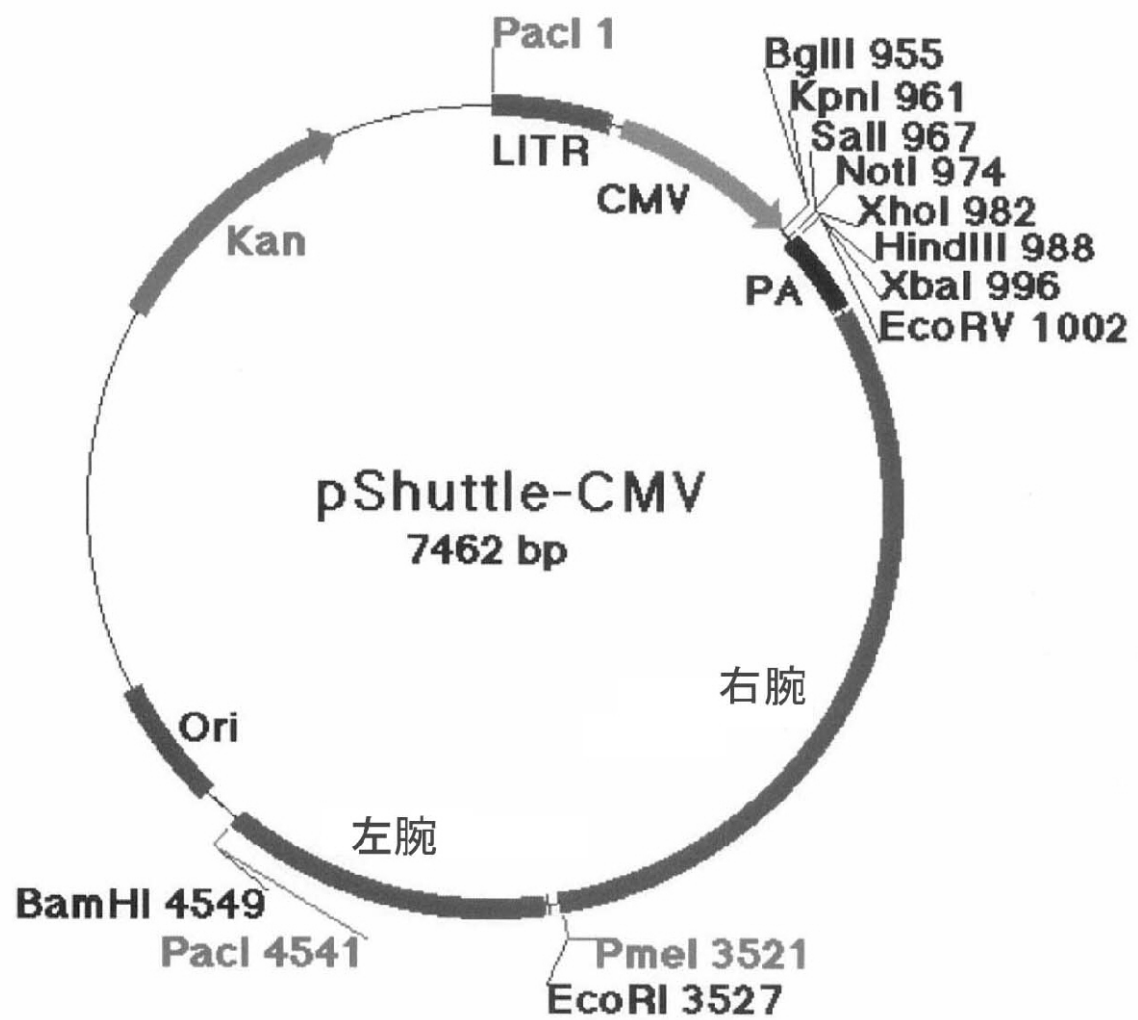 PacI 1
BglII 955
KpnI 961
SalI 967
NotI 974
XhoI 982
HindIII 988
XbaI 996
EcoRV 1002
LITR
CMV
PA
Kan
pShuttle-CMV
7462 bp
右腕
Ori
左腕
BamHI 4549
PacI 4541
PmeI 3521
EcoRI 3527